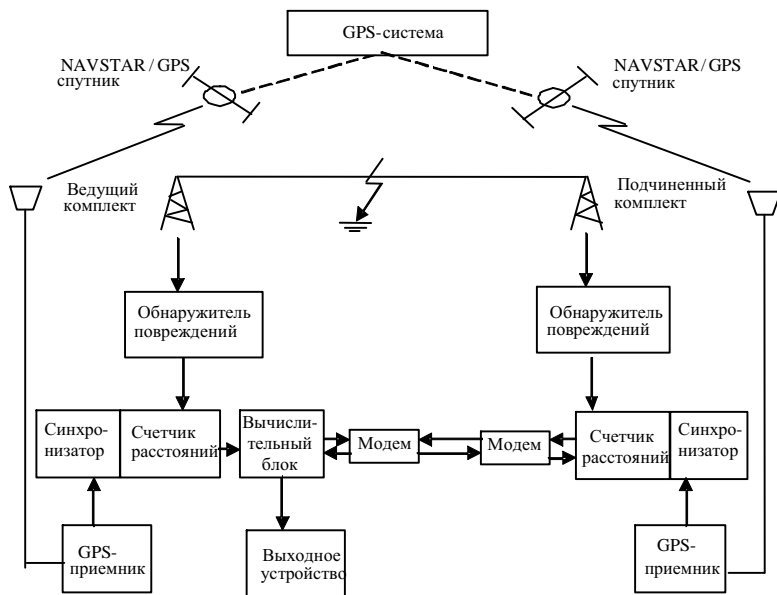 GPS-система
NAVSTAR / GPS
спутник
NAVSTAR / GPS
спутник
Ведущий
комплект
Подчиненный
комплект
Обнаружитель
повреждений
Обнаружитель
повреждений
Синхро-
низатор
Счетчик
расстояний
Вычисли-
тельный
блок
Модем
Модем
Счетчик
расстояний
Синхро-
низатор
GPS-
приемник
Выходное
устройство
GPS-
приемник